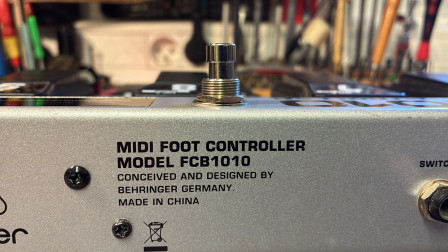 MIDI FOOT CONTROLLER
MODEL FCB1010
CONCEIVED AND DESIGNED BY
BEHRINGER GERMANY.
MADE IN CHINA